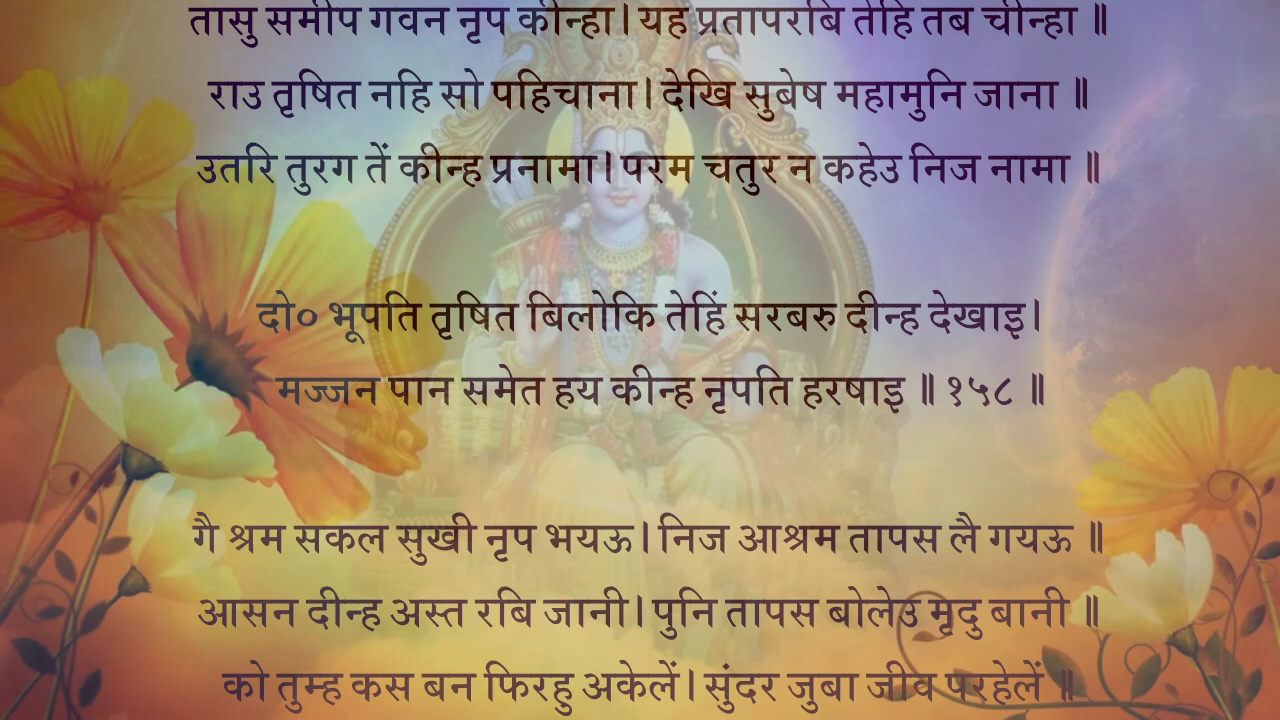 तासु समीप गवन नृप कीन्हा। यह प्रतापरबि तेहि तब चीन्हा ॥
राउ तृषित नहि सो पहिचाना। देखि सुबेष महामुनि जाना ॥
उतरि तुरग तें कीन्ह प्रनामा। परम चतुर न कहेउ निज नामा ॥
दो० भूपति तृषित बिलोकि तेहिं सरबरु दीन्ह देखाइ।
मज्जन पान समेत हय कीन्ह नृपति हरषाइ ॥ १५८ ॥
गै श्रम सकल सुखी नृप भयऊ। निज आश्रम तापस लै गयऊ ॥
आसन दीन्ह अस्त रबि जानी। पुनि तापस बोलेउ मृदु बानी ॥
को तुम्ह कस बन फिरहु अकेलें। सुंदर जुबा जीव परहेलें ॥